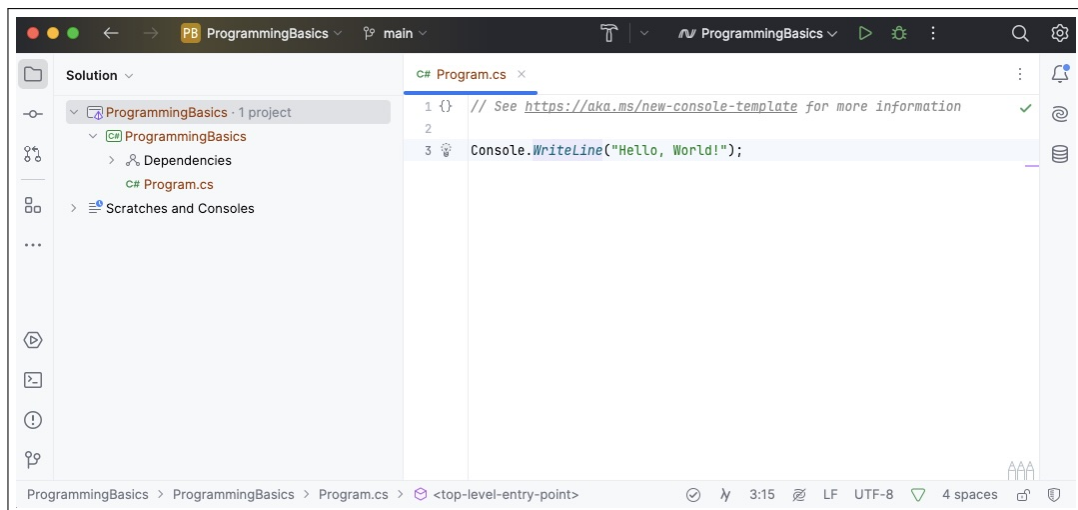 PB ProgrammingBasics main ProgrammingBasics
Solution
ProgrammingBasics · 1 project
C# ProgrammingBasics
Dependencies
C# Program.cs
Scratches and Consoles
C# Program.cs
1 {} // See https://aka.ms/new-console-template for more information
2
3 Console.WriteLine("Hello, World!");
ProgrammingBasics > ProgrammingBasics > Program.cs > <top-level-entry-point> 3:15 LF UTF-8 4 spaces